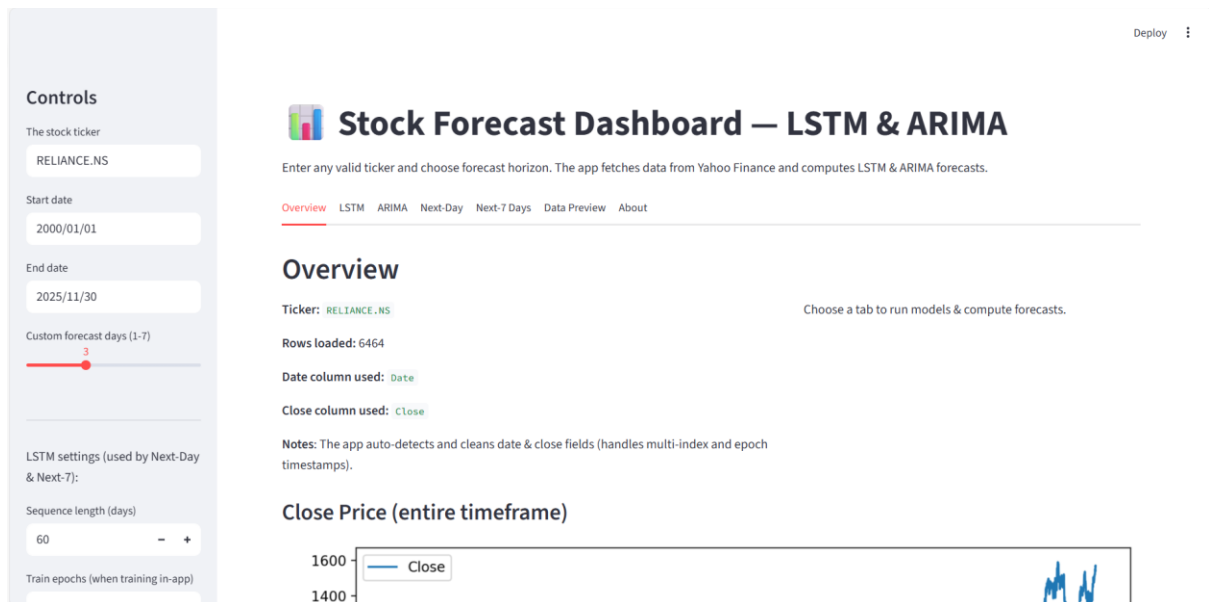 Deploy
Controls
The stock ticker
RELIANCE.NS
Start date
2000/01/01
End date
2025/11/30
Custom forecast days (1-7)
3
LSTM settings (used by Next-Day
& Next-7):
Sequence length (days)
60
Train epochs (when training in-app)
Stock Forecast Dashboard — LSTM & ARIMA
Enter any valid ticker and choose forecast horizon. The app fetches data from Yahoo Finance and computes LSTM & ARIMA forecasts.
Overview LSTM ARIMA Next-Day Next-7 Days Data Preview About
Overview
Ticker: RELIANCE.NS
Choose a tab to run models & compute forecasts.
Rows loaded: 6464
Date column used: Date
Close column used: Close
Notes: The app auto-detects and cleans date & close fields (handles multi-index and epoch
timestamps).
Close Price (entire timeframe)
1600
Close
1400